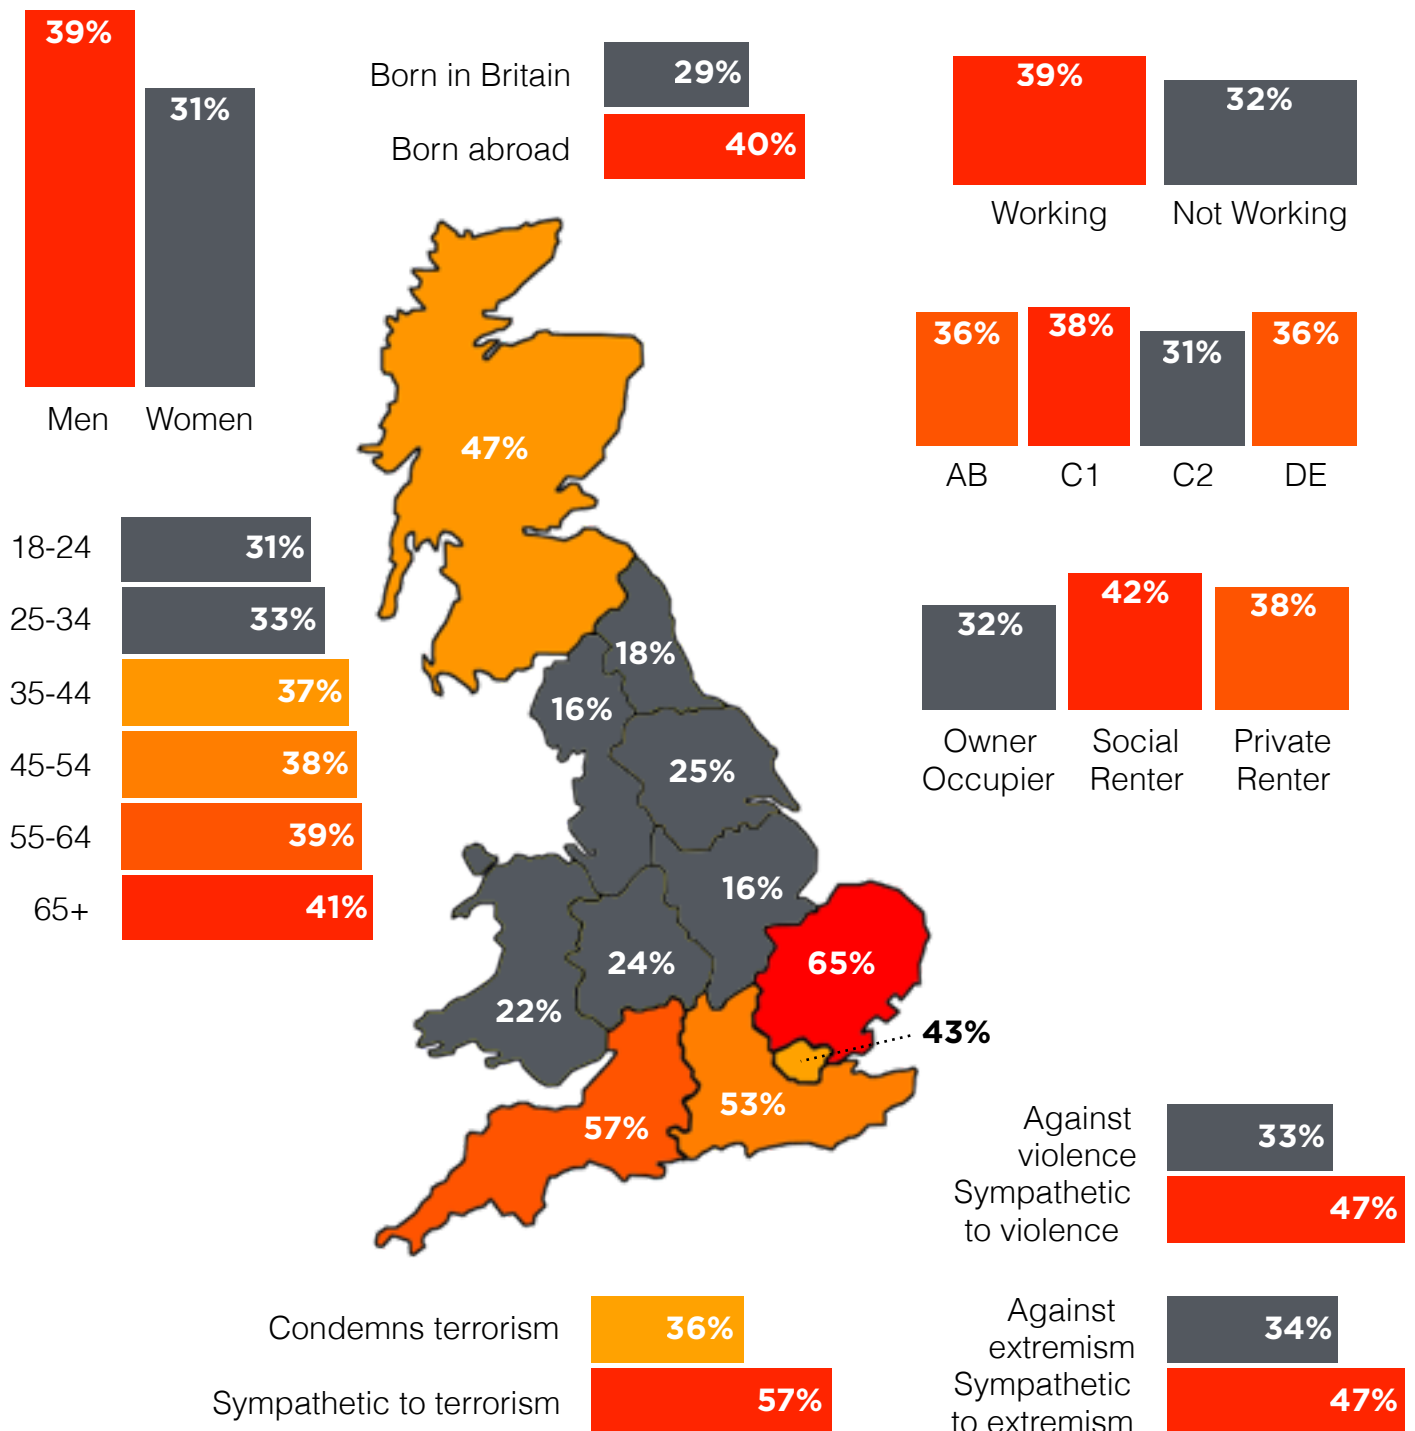 39%
31%
Men
Women
Born in Britain
29%
Born abroad
40%
39%
32%
Working
Not Working
36%
38%
31%
36%
AB
C1
C2
DE
18-24
31%
25-34
33%
35-44
37%
45-54
38%
55-64
39%
65+
41%
32%
42%
38%
Owner
Occupier
Social
Renter
Private
Renter
47%
18%
16%
25%
16%
24%
22%
65%
43%
53%
57%
Against
violence
33%
Sympathetic
to violence
47%
Condemns terrorism
36%
Sympathetic to terrorism
57%
Against
extremism
34%
Sympathetic
to extremism
47%